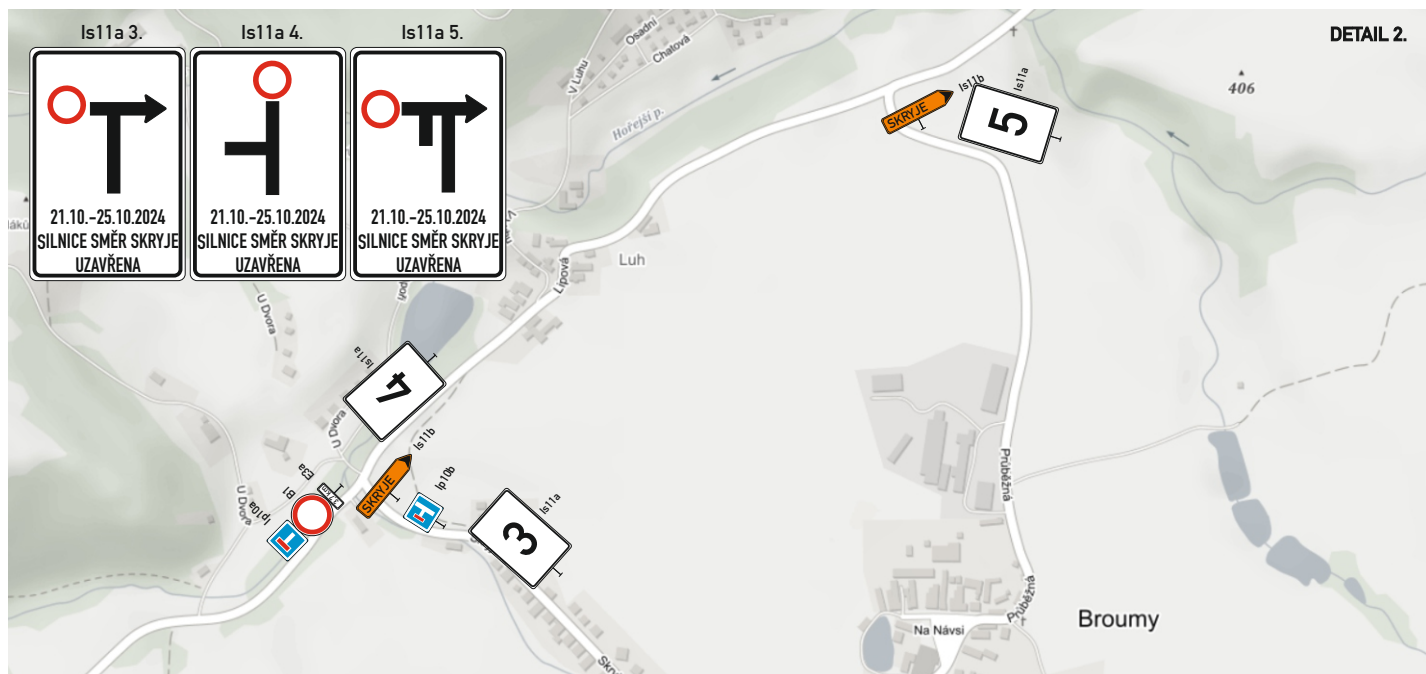 Is11a 3.
Is11a 4.
Is11a 5.
DETAIL 2.
21.10.-25.10.2024
SILNICE SMĚR SKRYJE
UZAVŘENA
21.10.-25.10.2024
SILNICE SMĚR SKRYJE
UZAVŘENA
21.10.-25.10.2024
SILNICE SMĚR SKRYJE
UZAVŘENA
Osadní
Chatová
V Luhu
Hořejší p.
SKRYJE
Is11b
Is11a
5
406
Luh
Lipová
U Dvora
Is11a
4
U Dvora
Is11b
SKRYJE
Ip10b
Is11a
3
E3a
B1
Ip10a
U Dvora
Průběžná
Průběžná
Na Návsi
Broumy